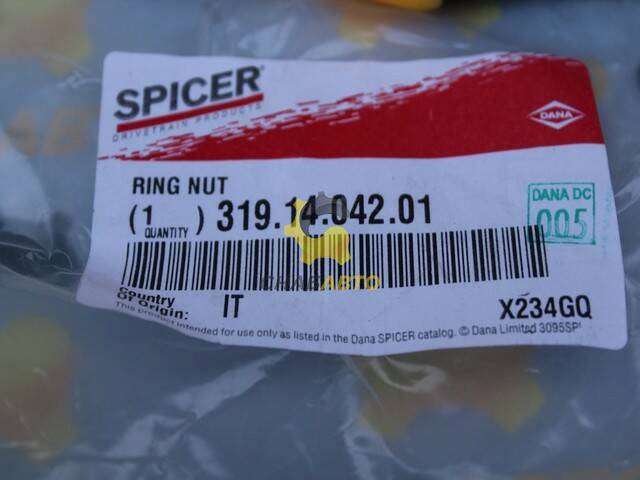 SPICER®
DRIVETRAIN PRODUCTS
DANA
RING NUT
(1) 319.14.042.01
QUANTITY
DANA DC
005
СНАБАВТО
Country
Of Origin:
IT
X234GQ
This product intended for use only as listed in the Dana SPICER catalog. © Dana Limited 3095SP